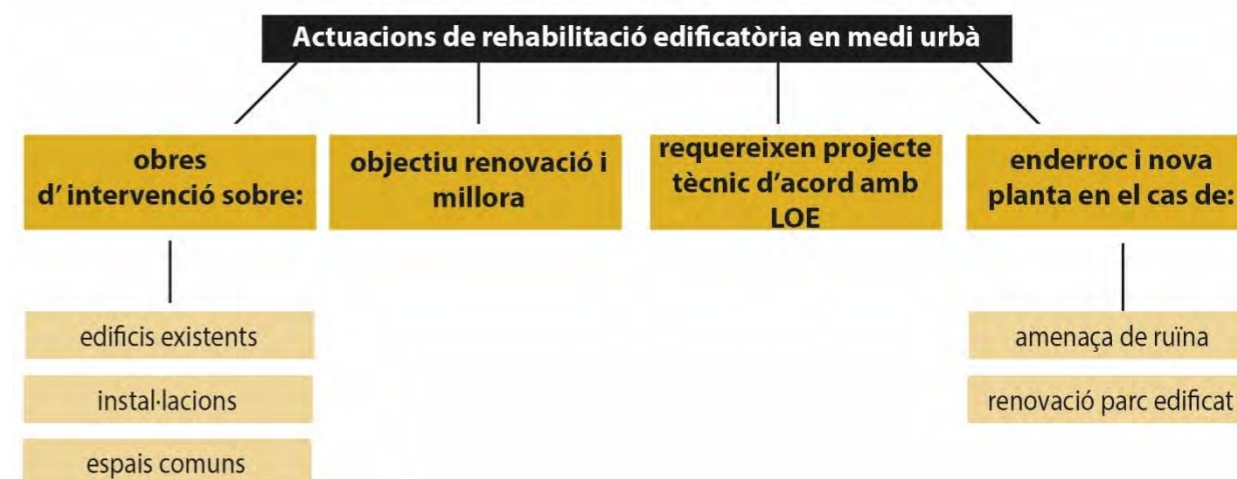 Actuacions de rehabilitació edificatòria en medi urbà
obres
d' intervenció sobre:
objectiu renovació i
millora
requereixen projecte
tècnic d'acord amb
LOE
enderroc i nova
planta en el cas de:
edificis existents
instal·lacions
espais comuns
amenaça de ruïna
renovació parc edificat